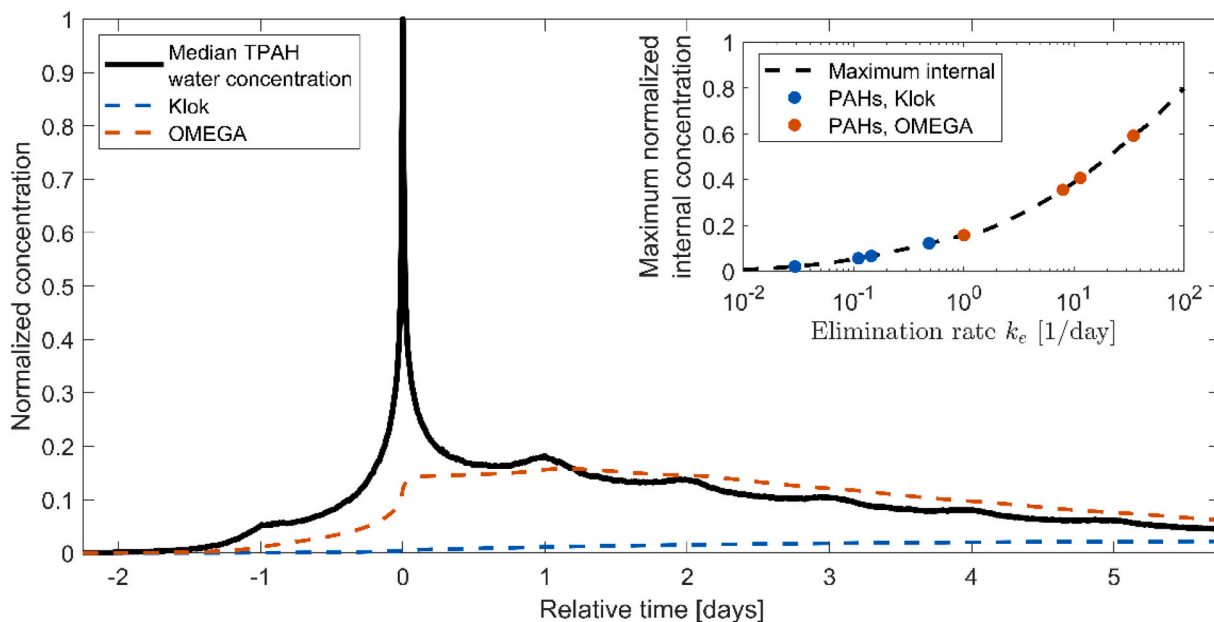 1
0.9
0.8
0.7
0.6
0.5
0.4
0.3
0.2
0.1
0
Normalized concentration
Median TPAH
water concentration
Klok
OMEGA
-2
-1
0
1
2
3
4
5
Relative time [days]
Maximum normalized
internal concentration
1
0.8
0.6
0.4
0.2
0
Maximum internal
PAHs, Klok
PAHs, OMEGA
10^-2
10^-1
10^0
10^1
10^2
Elimination rate k_e [1/day]